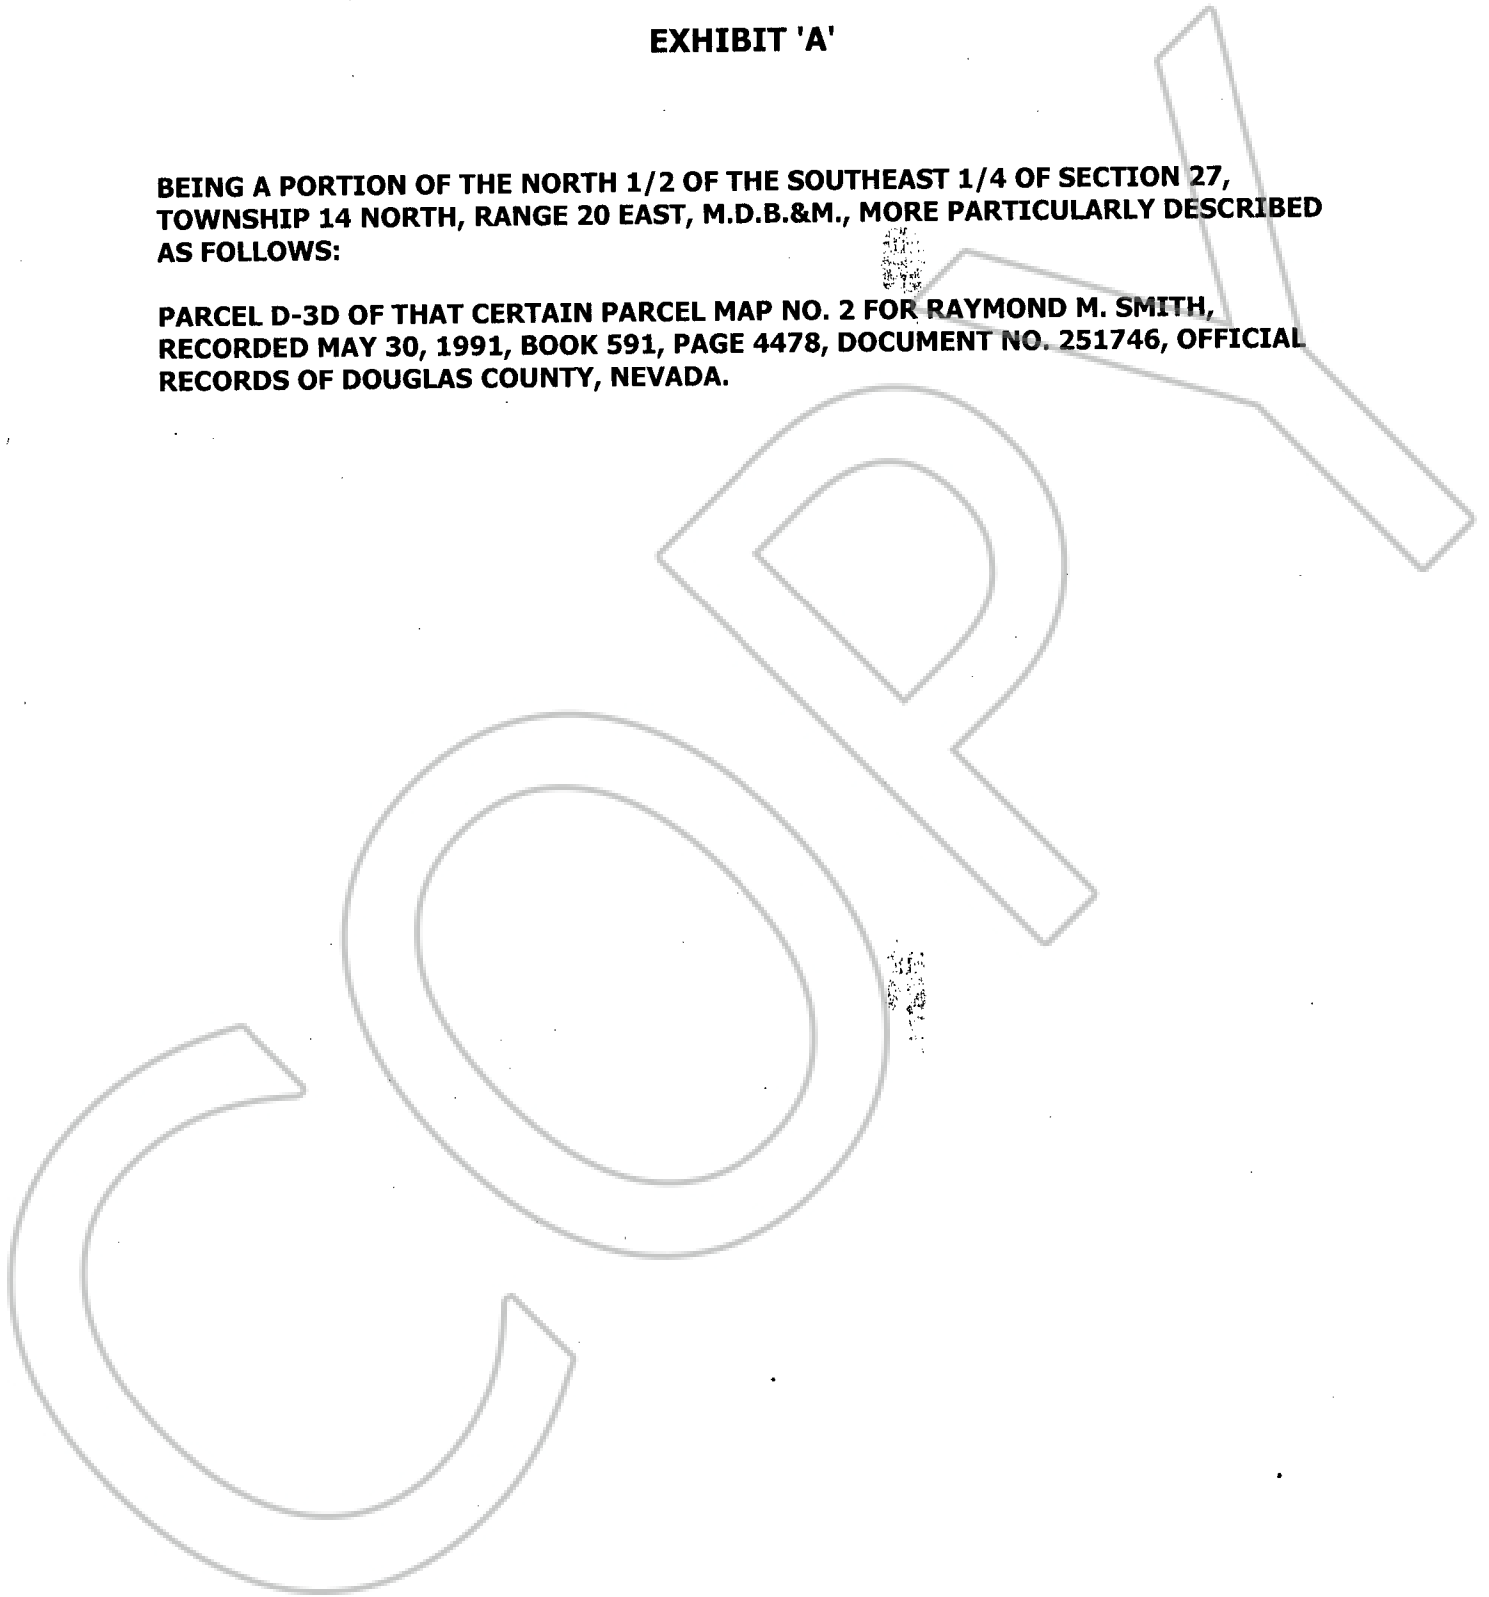 EXHIBIT 'A'
BEING A PORTION OF THE NORTH 1/2 OF THE SOUTHEAST 1/4 OF SECTION 27,
TOWNSHIP 14 NORTH, RANGE 20 EAST, M.D.B.&M., MORE PARTICULARLY DESCRIBED
AS FOLLOWS:
PARCEL D-3D OF THAT CERTAIN PARCEL MAP NO. 2 FOR RAYMOND M. SMITH,
RECORDED MAY 30, 1991, BOOK 591, PAGE 4478, DOCUMENT NO. 251746, OFFICIAL
RECORDS OF DOUGLAS COUNTY, NEVADA.
COPY